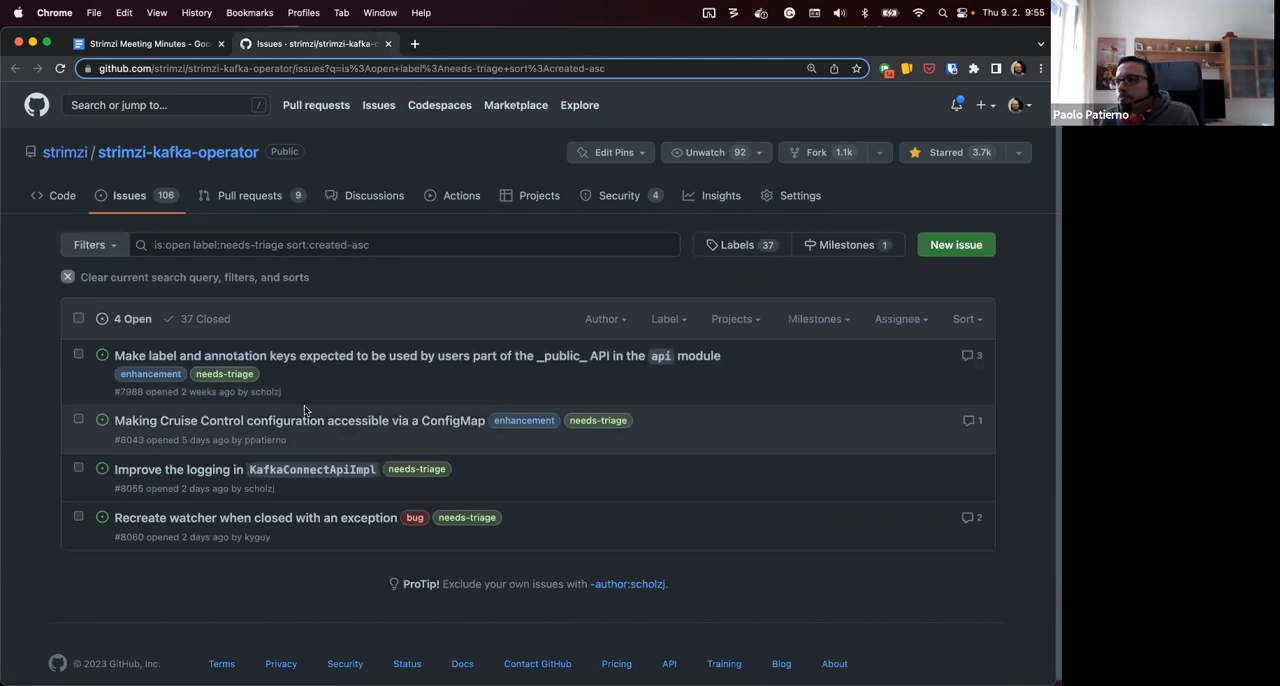 Chrome File Edit View History Bookmarks Profiles Tab Window Help Thu 9. 2. 9:55
Strimzi Meeting Minutes - Goo Issues · strimzi/strimzi-kafka-o
github.com/strimzi/strimzi-kafka-operator/issues?q=is%3Aopen+label%3Aneeds-triage+sort%3Acreated-asc
14
Paolo Patierno
Search or jump to... / Pull requests Issues Codespaces Marketplace Explore
strimzi / strimzi-kafka-operator Public Edit Pins Unwatch 92 Fork 1.1k Starred 3.7k
Code Issues 106 Pull requests 9 Discussions Actions Projects Security 4 Insights Settings
Filters is:open label:needs-triage sort:created-asc Labels 37 Milestones 1 New issue
Clear current search query, filters, and sorts
4 Open 37 Closed Author Label Projects Milestones Assignee Sort
Make label and annotation keys expected to be used by users part of the _public_ API in the api module 3
enhancement needs-triage
#7988 opened 2 weeks ago by scholzj
Making Cruise Control configuration accessible via a ConfigMap enhancement needs-triage 1
#8043 opened 5 days ago by ppatierno
Improve the logging in KafkaConnectApiImpl needs-triage
#8055 opened 2 days ago by scholzj
Recreate watcher when closed with an exception bug needs-triage 2
#8060 opened 2 days ago by kyguy
ProTip! Exclude your own issues with -author:scholzj.
© 2023 GitHub, Inc. Terms Privacy Security Status Docs Contact GitHub Pricing API Training Blog About